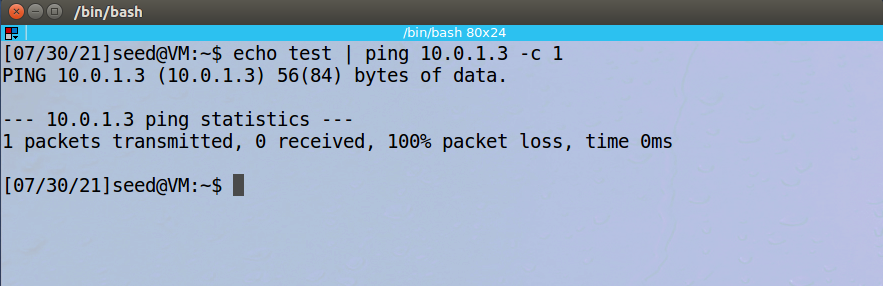 /bin/bash
/bin/bash 80x24
[07/30/21]seed@VM:~$ echo test | ping 10.0.1.3 -c 1
PING 10.0.1.3 (10.0.1.3) 56(84) bytes of data.
--- 10.0.1.3 ping statistics ---
1 packets transmitted, 0 received, 100% packet loss, time 0ms
[07/30/21]seed@VM:~$